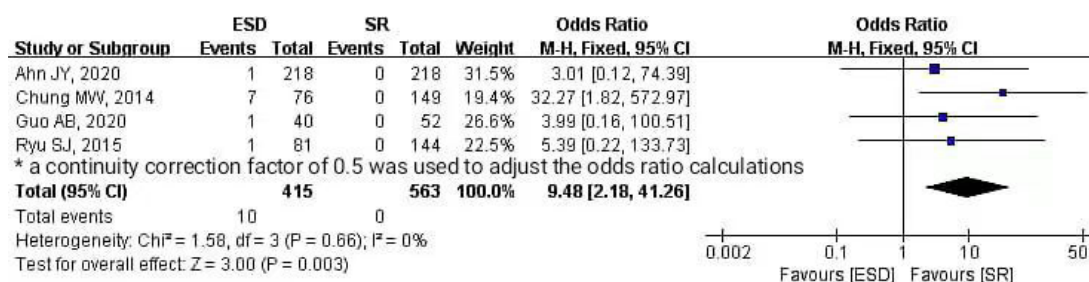 ESD SR Odds Ratio Odds Ratio
Study or Subgroup Events Total Events Total Weight M-H, Fixed, 95% CI M-H, Fixed, 95% CI
Ahn JY, 2020 1 218 0 218 31.5% 3.01 [0.12, 74.39]
Chung MW, 2014 7 76 0 149 19.4% 32.27 [1.82, 572.97]
Guo AB, 2020 1 40 0 52 26.6% 3.99 [0.16, 100.51]
Ryu SJ, 2015 1 81 0 144 22.5% 5.39 [0.22, 133.73]
* a continuity correction factor of 0.5 was used to adjust the odds ratio calculations
Total (95% CI) 415 563 100.0% 9.48 [2.18, 41.26]
Total events 10 0
Heterogeneity: Chi² = 1.58, df = 3 (P = 0.66); I² = 0%
Test for overall effect: Z = 3.00 (P = 0.003)
0.002 0.1 1 10 50
Favours [ESD] Favours [SR]